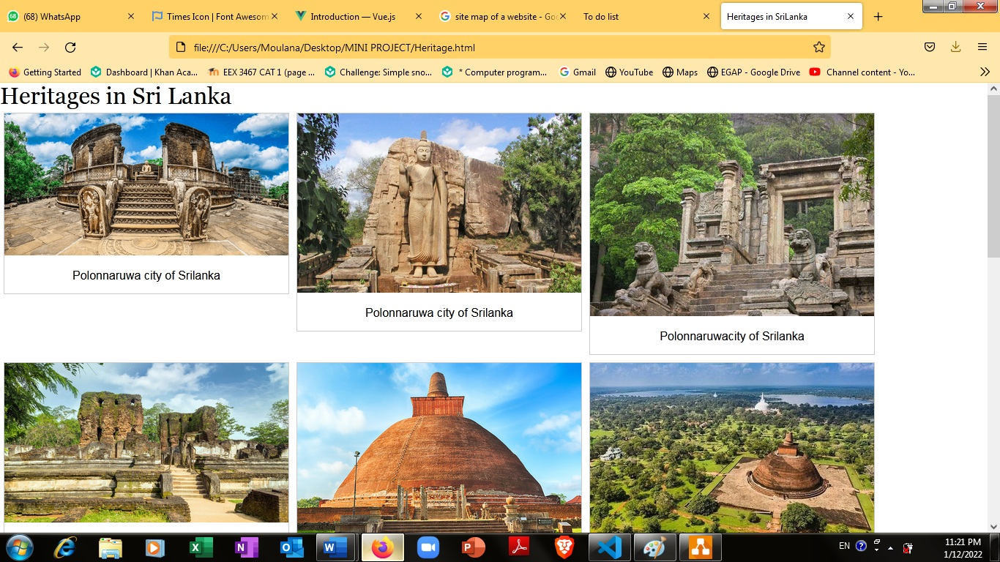 (68) WhatsApp
Times Icon | Font Awesom
Introduction — Vue.js
site map of a website - Goo
To do list
Heritages in SriLanka
file:///C:/Users/Moulana/Desktop/MINI PROJECT/Heritage.html
Getting Started
Dashboard | Khan Aca...
EEX 3467 CAT 1 (page ...
Challenge: Simple sno...
* Computer program...
Gmail
YouTube
Maps
EGAP - Google Drive
Channel content - Yo...
Heritages in Sri Lanka
Polonnaruwa city of Srilanka
Polonnaruwa city of Srilanka
Polonnaruwacity of Srilanka
EN
11:21 PM
1/12/2022